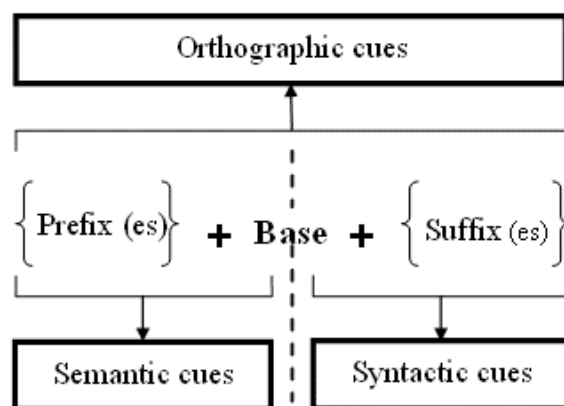 Orthographic cues
{Prefix (es)} + Base + {Suffix (es)}
Semantic cues Syntactic cues